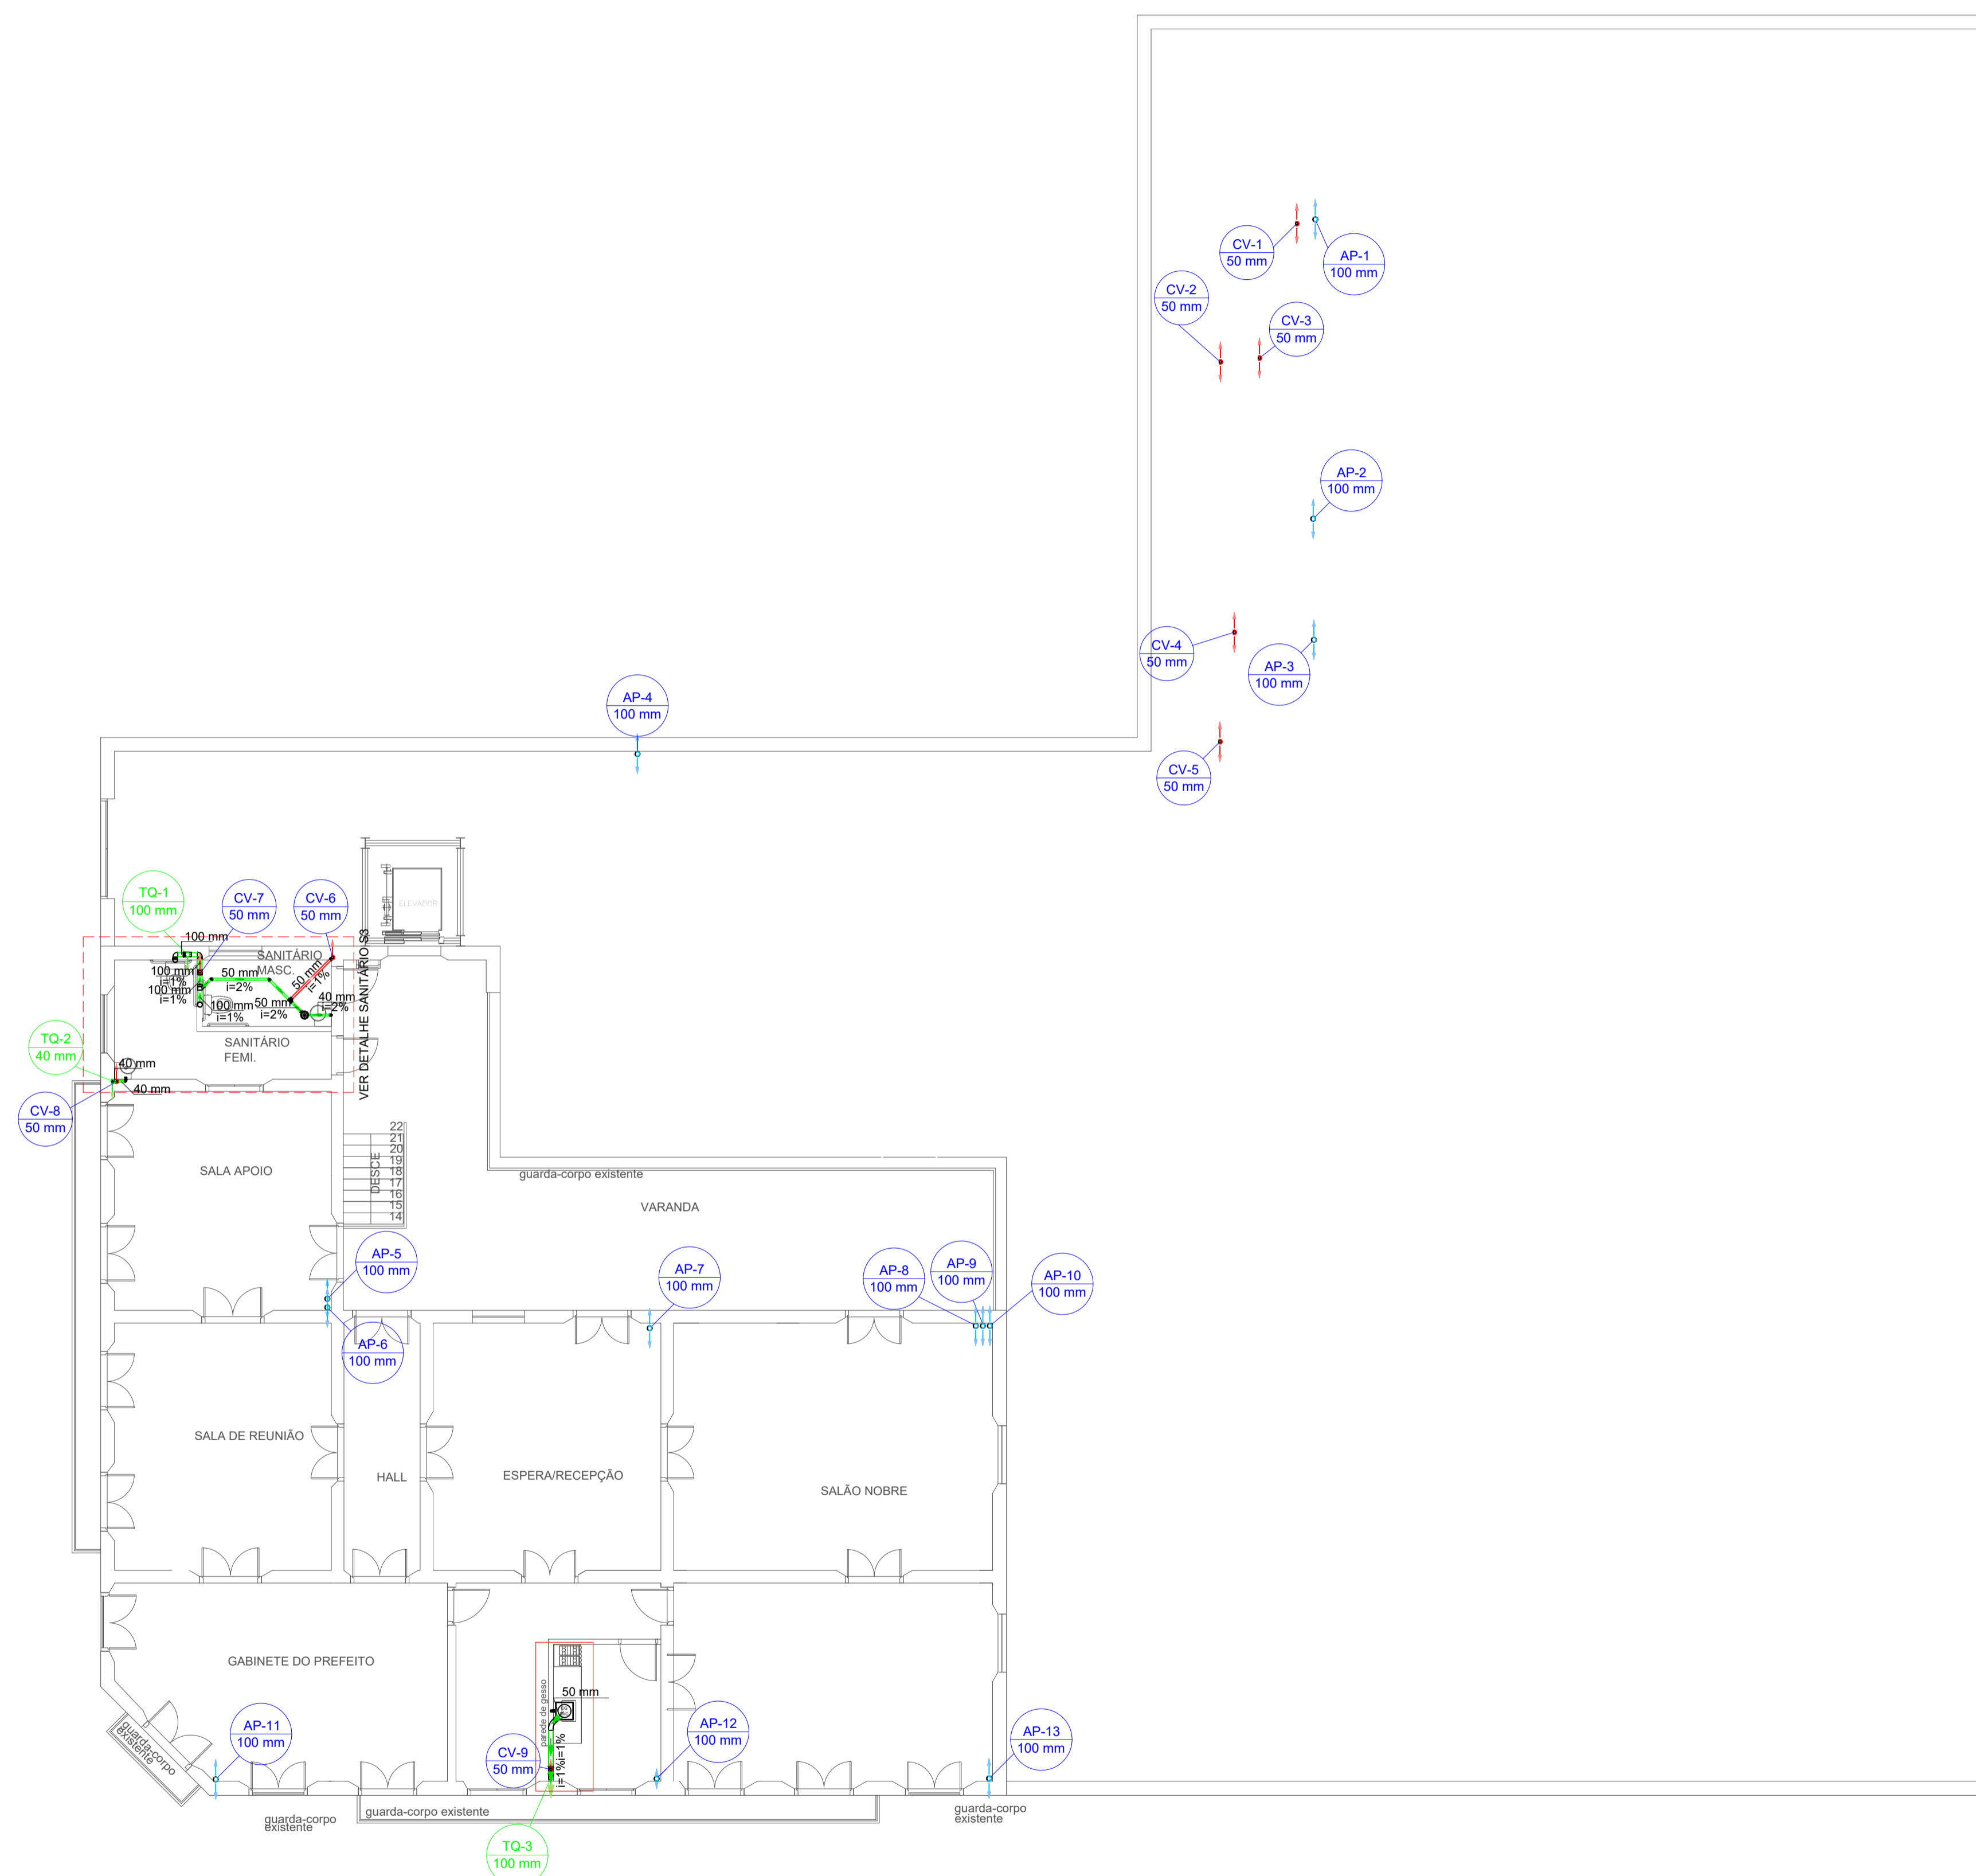 CV-1
50 mm
AP-1
100 mm
CV-2
50 mm
CV-3
50 mm
AP-2
100 mm
CV-4
50 mm
AP-3
100 mm
AP-4
100 mm
CV-5
50 mm
TQ-1
100 mm
CV-7
50 mm
CV-6
50 mm
ELEVADOR
100 mm
SANITÁRIO
MASC.
100 mm
i=1%
100 mm
i=1%
50 mm
i=2%
50 mm
i=1%
100 mm
i=1%
50 mm
i=2%
40 mm
i=2%
VER DETALHE SANITÁRIO S3
SANITÁRIO
FEMI.
TQ-2
40 mm
40 mm
40 mm
CV-8
50 mm
22
21
20
19
18
17
16
15
14
DESCE
SALA APOIO
guarda-corpo existente
VARANDA
AP-5
100 mm
AP-6
100 mm
AP-7
100 mm
AP-8
100 mm
AP-9
100 mm
AP-10
100 mm
SALA DE REUNIÃO
HALL
ESPERA/RECEPÇÃO
SALÃO NOBRE
GABINETE DO PREFEITO
parede de gesso
50 mm
i=1%
i=1%
CV-9
50 mm
AP-11
100 mm
AP-12
100 mm
AP-13
100 mm
guarda-corpo
existente
guarda-corpo existente
guarda-corpo
existente
guarda-corpo
existente
TQ-3
100 mm